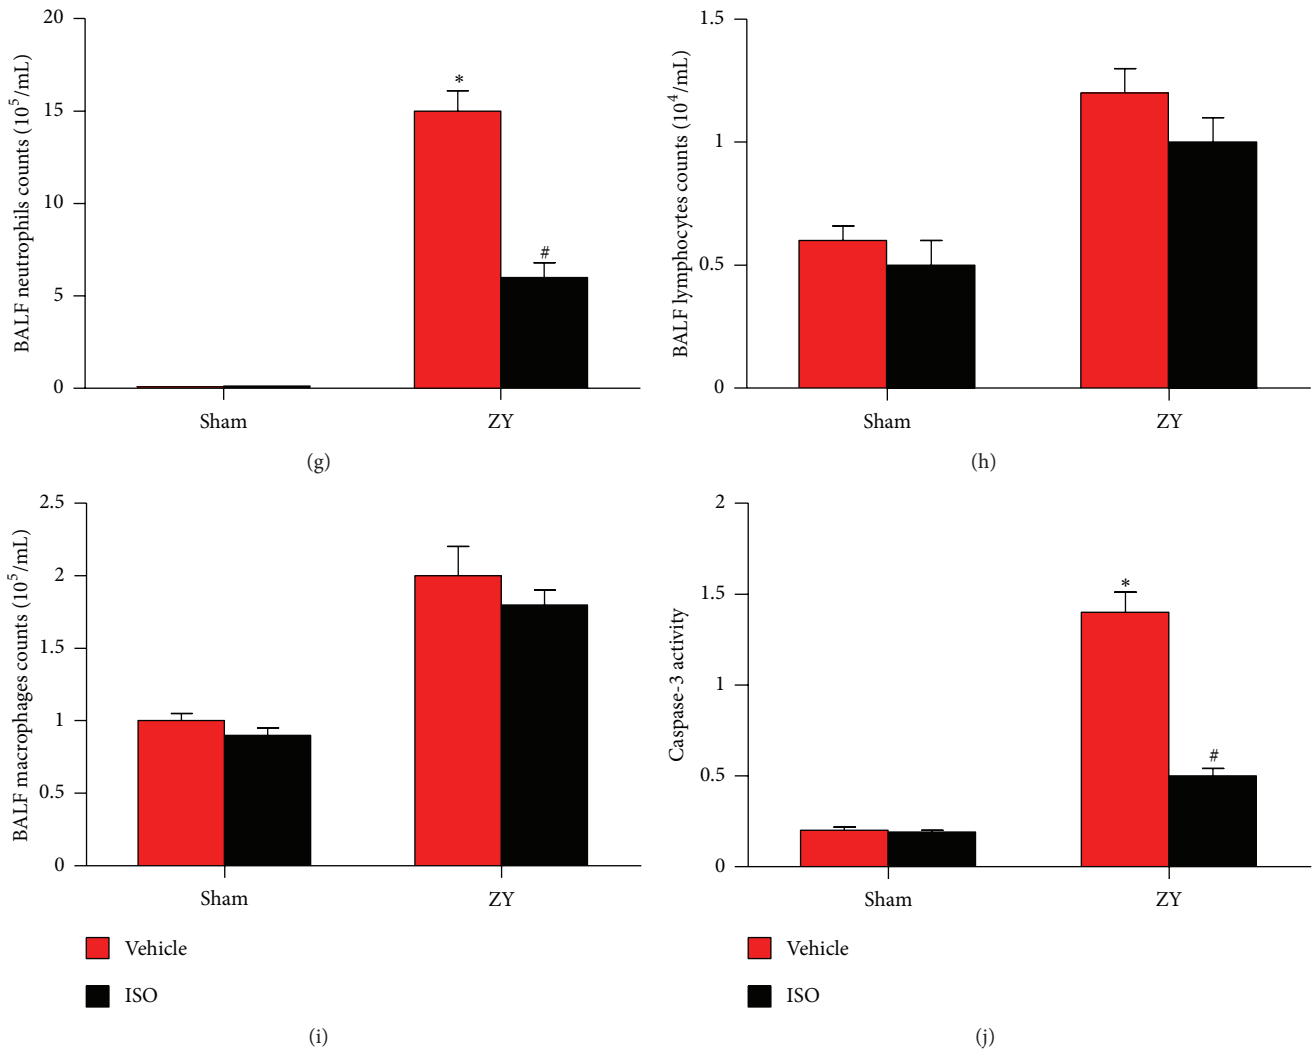 20
15
10
5
0
BALF neutrophils counts (10⁵/mL)
*
#
Sham
ZY
(g)
1.5
1
0.5
0
BALF lymphocytes counts (10⁴/mL)
Sham
ZY
(h)
2.5
2
1.5
1
0.5
0
BALF macrophages counts (10⁵/mL)
Sham
ZY
Vehicle
ISO
(i)
2
1.5
1
0.5
0
Caspase-3 activity
*
#
Sham
ZY
Vehicle
ISO
(j)